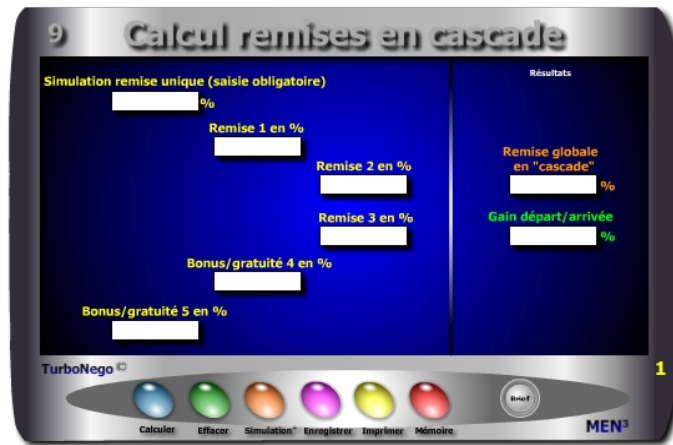 9
Calcul remises en cascade
Simulation remise unique (saisie obligatoire)
%
Remise 1 en %
Remise 2 en %
Remise 3 en %
Bonus/gratuité 4 en %
Bonus/gratuité 5 en %
Résultats
Remise globale
en "cascade"
%
Gain départ/arrivée
%
TurboNego ©
1
Calculer
Effacer
Simulation^
Enregistrer
Imprimer
Mémoire
Brief
MEN³